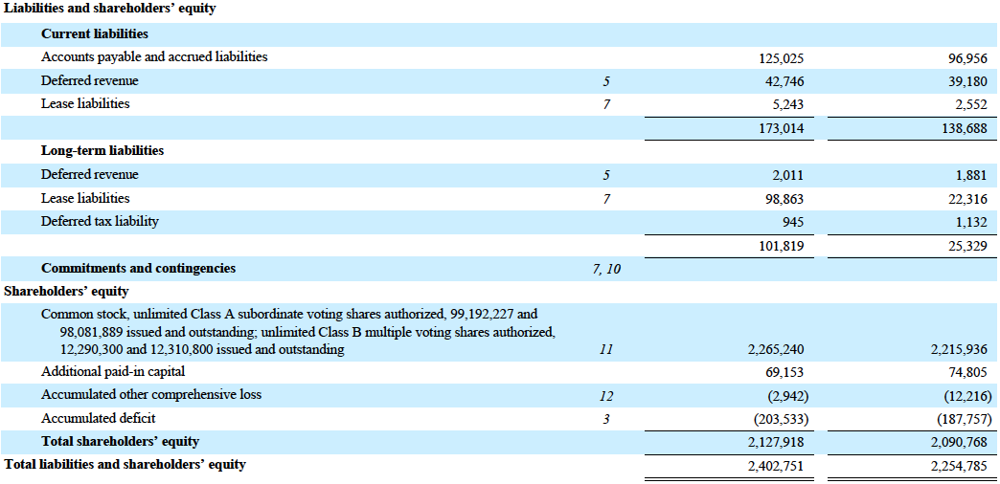 Liabilities and shareholders’ equity
Current liabilities
Accounts payable and accrued liabilities 125,025 96,956
Deferred revenue 5 42,746 39,180
Lease liabilities 7 5,243 2,552
173,014 138,688
Long-term liabilities
Deferred revenue 5 2,011 1,881
Lease liabilities 7 98,863 22,316
Deferred tax liability 945 1,132
101,819 25,329
Commitments and contingencies 7, 10
Shareholders’ equity
Common stock, unlimited Class A subordinate voting shares authorized, 99,192,227 and
98,081,889 issued and outstanding; unlimited Class B multiple voting shares authorized,
12,290,300 and 12,310,800 issued and outstanding 11 2,265,240 2,215,936
Additional paid-in capital 69,153 74,805
Accumulated other comprehensive loss 12 (2,942) (12,216)
Accumulated deficit 3 (203,533) (187,757)
Total shareholders’ equity 2,127,918 2,090,768
Total liabilities and shareholders’ equity 2,402,751 2,254,785